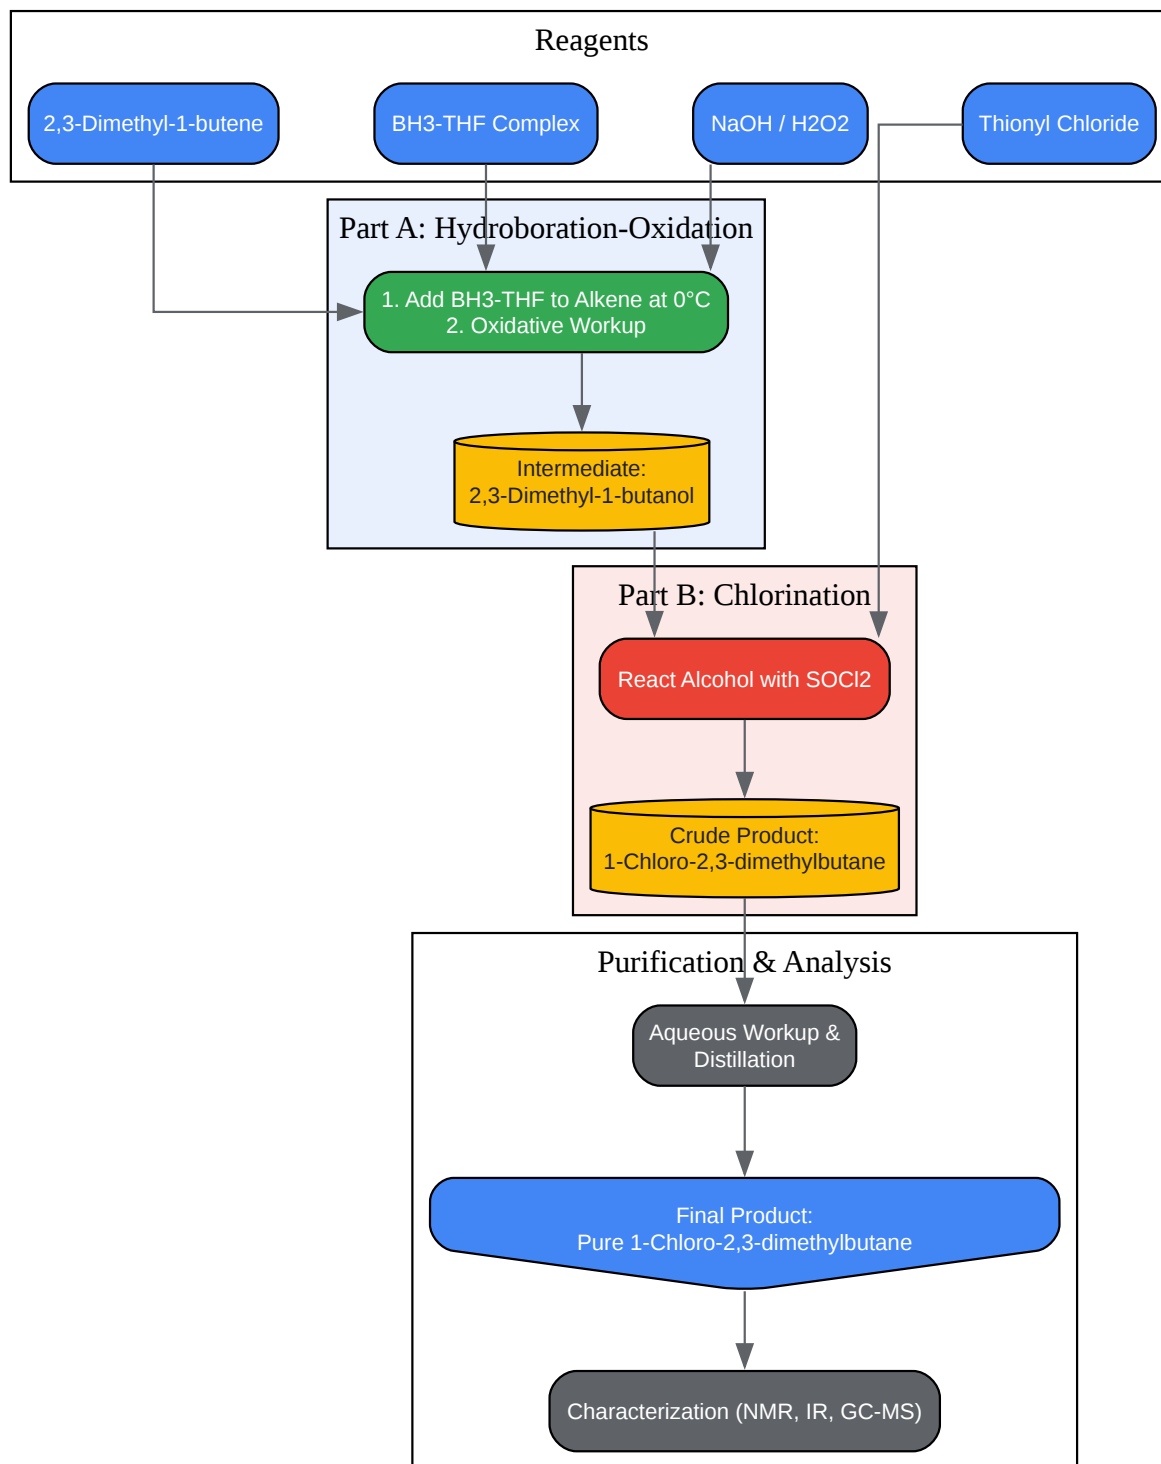 Reagents
2,3-Dimethyl-1-butene
BH3-THF Complex
NaOH / H2O2
Thionyl Chloride
Part A: Hydroboration-Oxidation
1. Add BH3-THF to Alkene at 0°C
2. Oxidative Workup
Intermediate:
2,3-Dimethyl-1-butanol
Part B: Chlorination
React Alcohol with SOCl2
Crude Product:
1-Chloro-2,3-dimethylbutane
Purification & Analysis
Aqueous Workup &
Distillation
Final Product:
Pure 1-Chloro-2,3-dimethylbutane
Characterization (NMR, IR, GC-MS)